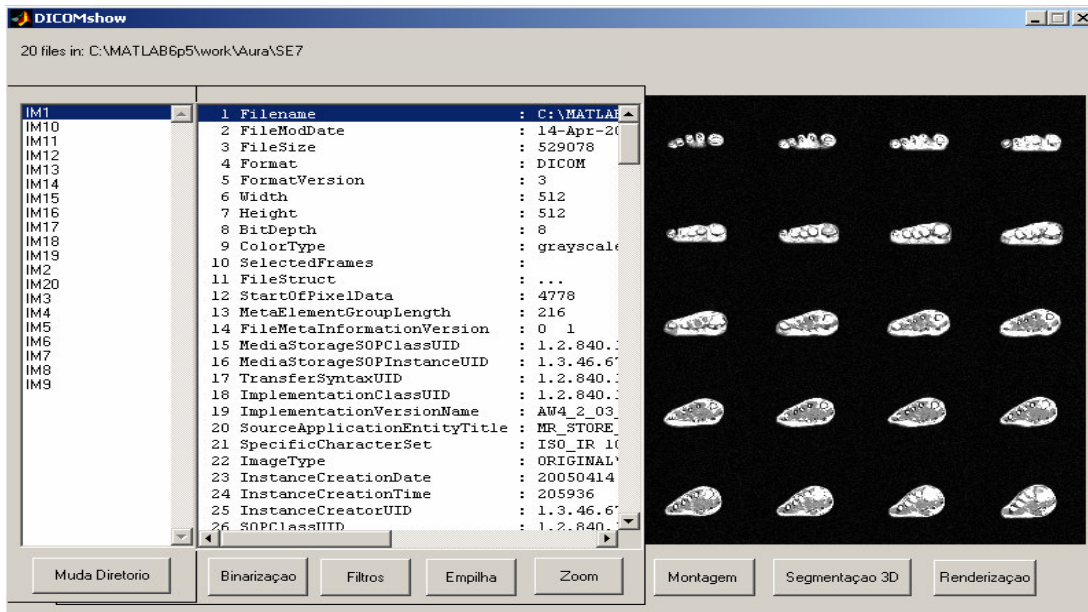 DICOMshow
20 files in: C:\MATLAB6p5\work\Aura\SE7
IM1
IM10
IM11
IM12
IM13
IM14
IM15
IM16
IM17
IM18
IM19
IM2
IM20
IM3
IM4
IM5
IM6
IM7
IM8
IM9
1 Filename : C:\MATLAB
2 FileModDate : 14-Apr-20
3 FileSize : 529078
4 Format : DICOM
5 FormatVersion : 3
6 Width : 512
7 Height : 512
8 BitDepth : 8
9 ColorType : grayscale
10 SelectedFrames :
11 FileStruct : ...
12 StartOfPixelData : 4778
13 MetaElementGroupLength : 216
14 FileMetaInformationVersion : 0 1
15 MediaStorageSOPClassUID : 1.2.840.
16 MediaStorageSOPInstanceUID : 1.3.46.6
17 TransferSyntaxUID : 1.2.840.
18 ImplementationClassUID : 1.2.840.
19 ImplementationVersionName : AW4_2_03_
20 SourceApplicationEntityTitle : MR_STORE_
21 SpecificCharacterSet : ISO_IR 10
22 ImageType : ORIGINAL
23 InstanceCreationDate : 20050414
24 InstanceCreationTime : 205936
25 InstanceCreatorUID : 1.3.46.6
26 SOPClassUID : 1.2.840.
Muda Diretorio
Binarizaçao
Filtros
Empilha
Zoom
Montagem
Segmentaçao 3D
Renderizaçao